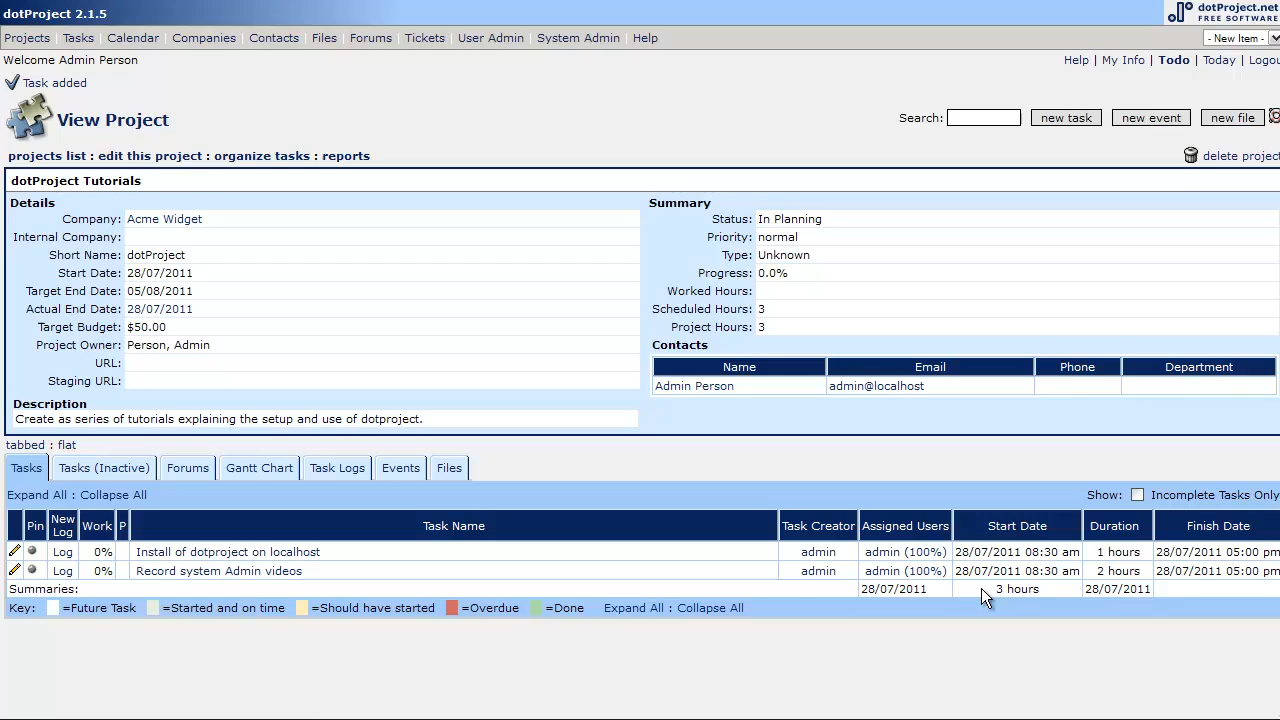 dotProject 2.1.5
dotProject.net
FREE SOFTWARE
Projects Tasks Calendar Companies Contacts Files Forums Tickets User Admin System Admin Help - New Item -
Welcome Admin Person Help | My Info | Todo | Today | Logou
Task added
View Project Search: new task new event new file
projects list : edit this project : organize tasks : reports delete project
dotProject Tutorials
Details Summary
Company: Acme Widget Status: In Planning
Internal Company: Priority: normal
Short Name: dotProject Type: Unknown
Start Date: 28/07/2011 Progress: 0.0%
Target End Date: 05/08/2011 Worked Hours:
Actual End Date: 28/07/2011 Scheduled Hours: 3
Target Budget: $50.00 Project Hours: 3
Project Owner: Person, Admin Contacts
URL: Name Email Phone Department
Staging URL: Admin Person admin@localhost
Description
Create as series of tutorials explaining the setup and use of dotproject.
tabbed : flat
Tasks Tasks (Inactive) Forums Gantt Chart Task Logs Events Files
Expand All : Collapse All Show: Incomplete Tasks Only
Pin New Log Work P Task Name Task Creator Assigned Users Start Date Duration Finish Date
Log 0% Install of dotproject on localhost admin admin (100%) 28/07/2011 08:30 am 1 hours 28/07/2011 05:00 pm
Log 0% Record system Admin videos admin admin (100%) 28/07/2011 08:30 am 2 hours 28/07/2011 05:00 pm
Summaries: 28/07/2011 3 hours 28/07/2011
Key: =Future Task =Started and on time =Should have started =Overdue =Done Expand All : Collapse All